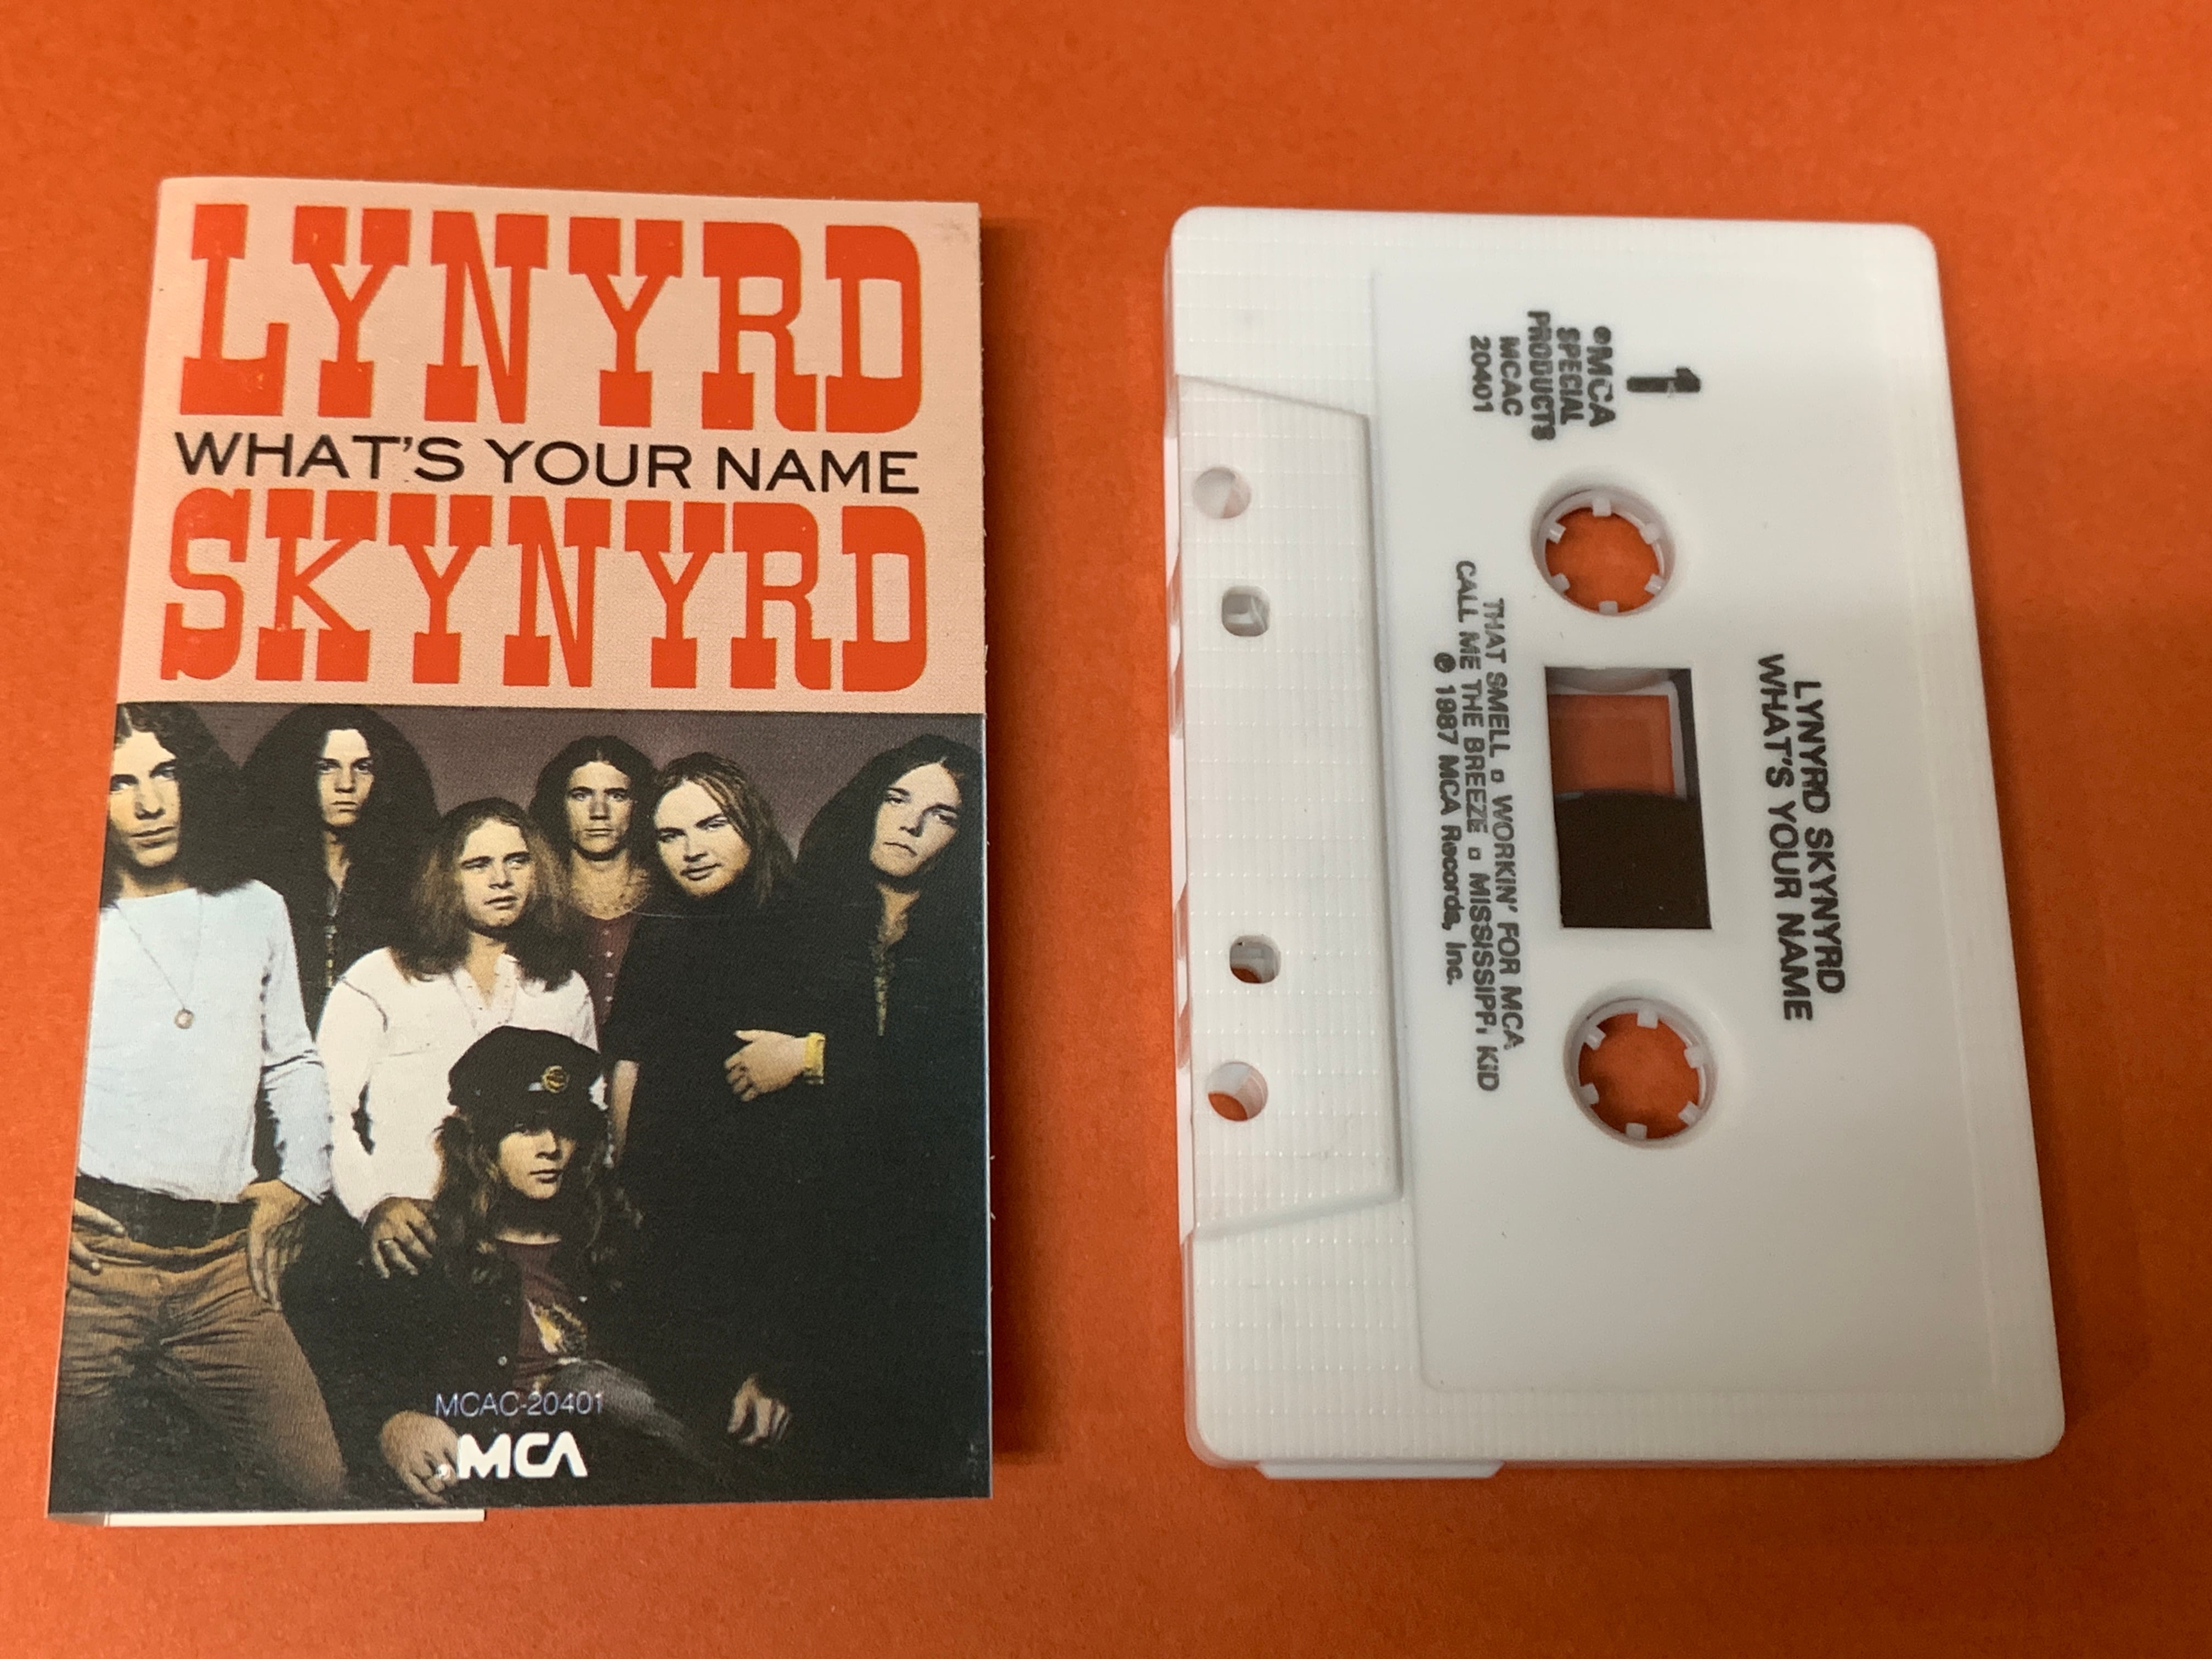 LYNYRD
WHAT'S YOUR NAME
SKYNYRD
MCAC-20401
MCA
1
MCA
SPECIAL
PRODUCTS
MCAC
20401
LYNYRD SKYNYRD
WHAT'S YOUR NAME
THAT SMELL ▫ WORKIN' FOR MCA
CALL ME THE BREEZE ▫ MISSISSIPPI KID
℗ 1987 MCA Records, Inc.